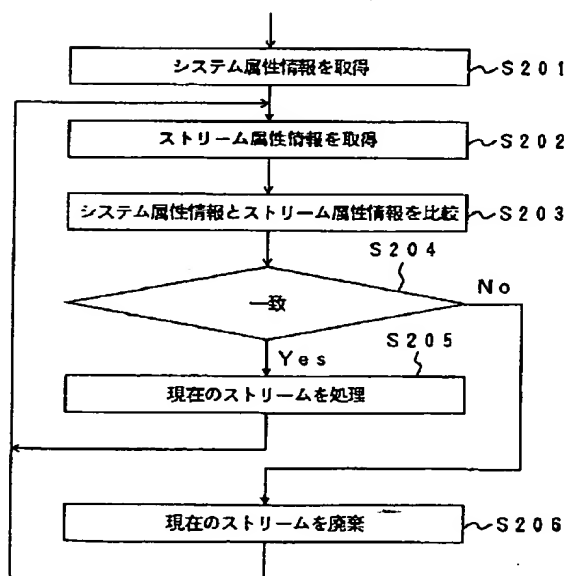 システム属性情報を取得 S201
ストリーム属性情報を取得 S202
システム属性情報とストリーム属性情報を比較 S203
S204
一致
No
Yes
S205
現在のストリームを処理
現在のストリームを廃棄 S206